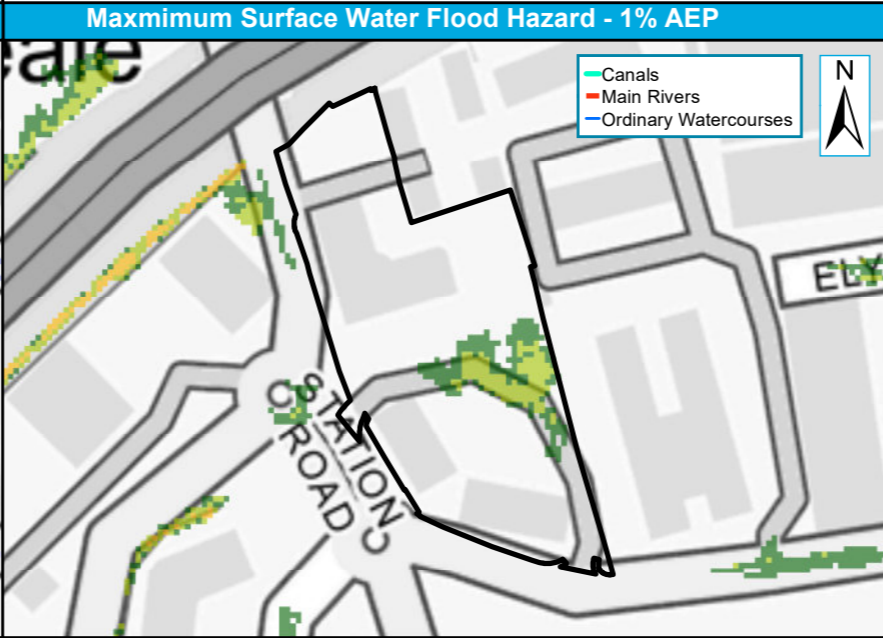 Maxmimum Surface Water Flood Hazard - 1% AEP
Canals
Main Rivers
Ordinary Watercourses
N
STATION
ROAD